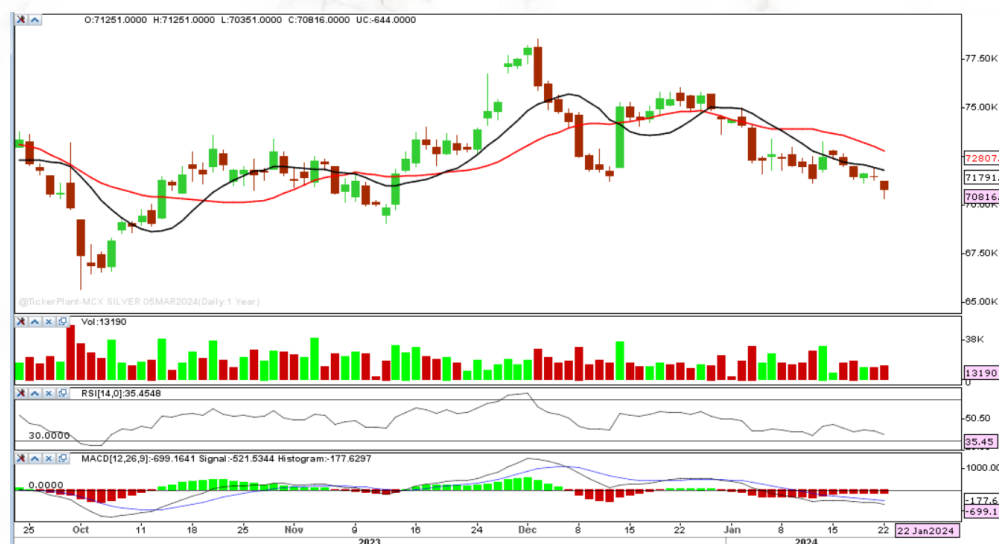 O:71251.0000 H:71251.0000 L:70351.0000 C:70816.0000 UC:-644.0000
77.50K
75.00K
72807.
71791.
70816.
67.50K
65.00K
@TickerPlant-MCX SILVER 05MAR2024(Daily:1 Year)
Vol:13190
38K
13190
0
RSI[14,0]:35.4548
50.50
30.0000
35.45
MACD[12,26,9]:-699.1641 Signal:-521.5344 Histogram:-177.6297
1000.00
0.0000
-177.6
-699.1
25 Oct 11 18 25 Nov 9 16 24 Dec 8 15 22 Jan 8 15 22 22 Jan2024
2023 2024